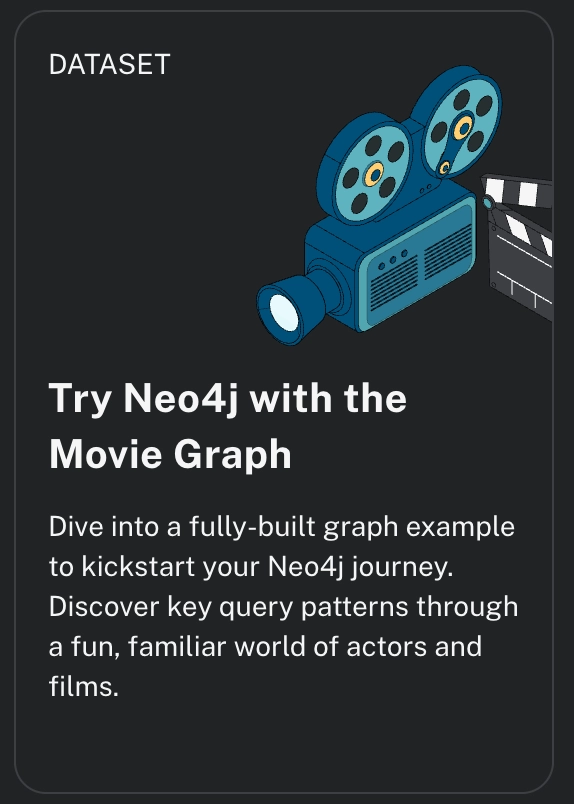 DATASET
Try Neo4j with the
Movie Graph
Dive into a fully-built graph example
to kickstart your Neo4j journey.
Discover key query patterns through
a fun, familiar world of actors and
films.